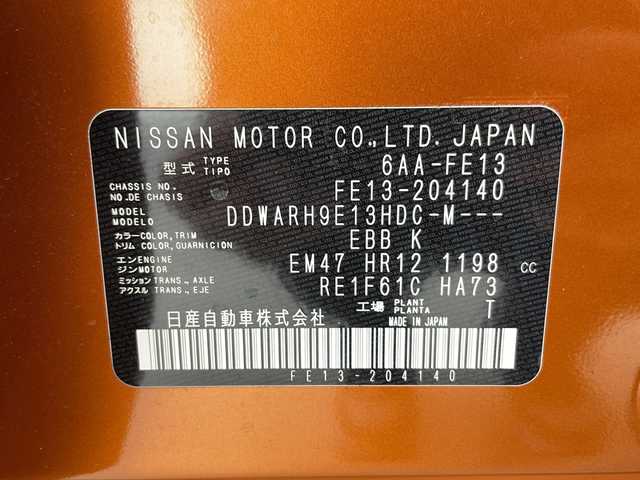 NISSAN MOTOR CO.,LTD. JAPAN
型式 TYPE TIPO 6AA-FE13
CHASSIS NO. NO.DE CHASIS FE13-204140
MODEL MODELO DDWARH9E13HDC-M---
カラー COLOR,TRIM トリム COLOR,GUARNICION EBB K
エンENGINE ジンMOTOR EM47 HR12 1198 CC
ミッション TRANS.,AXLE アクスル TRANS.,EJE RE1F61C HA73
工場 PLANT PLANTA T
日産自動車株式会社 MADE IN JAPAN
FE13-204140